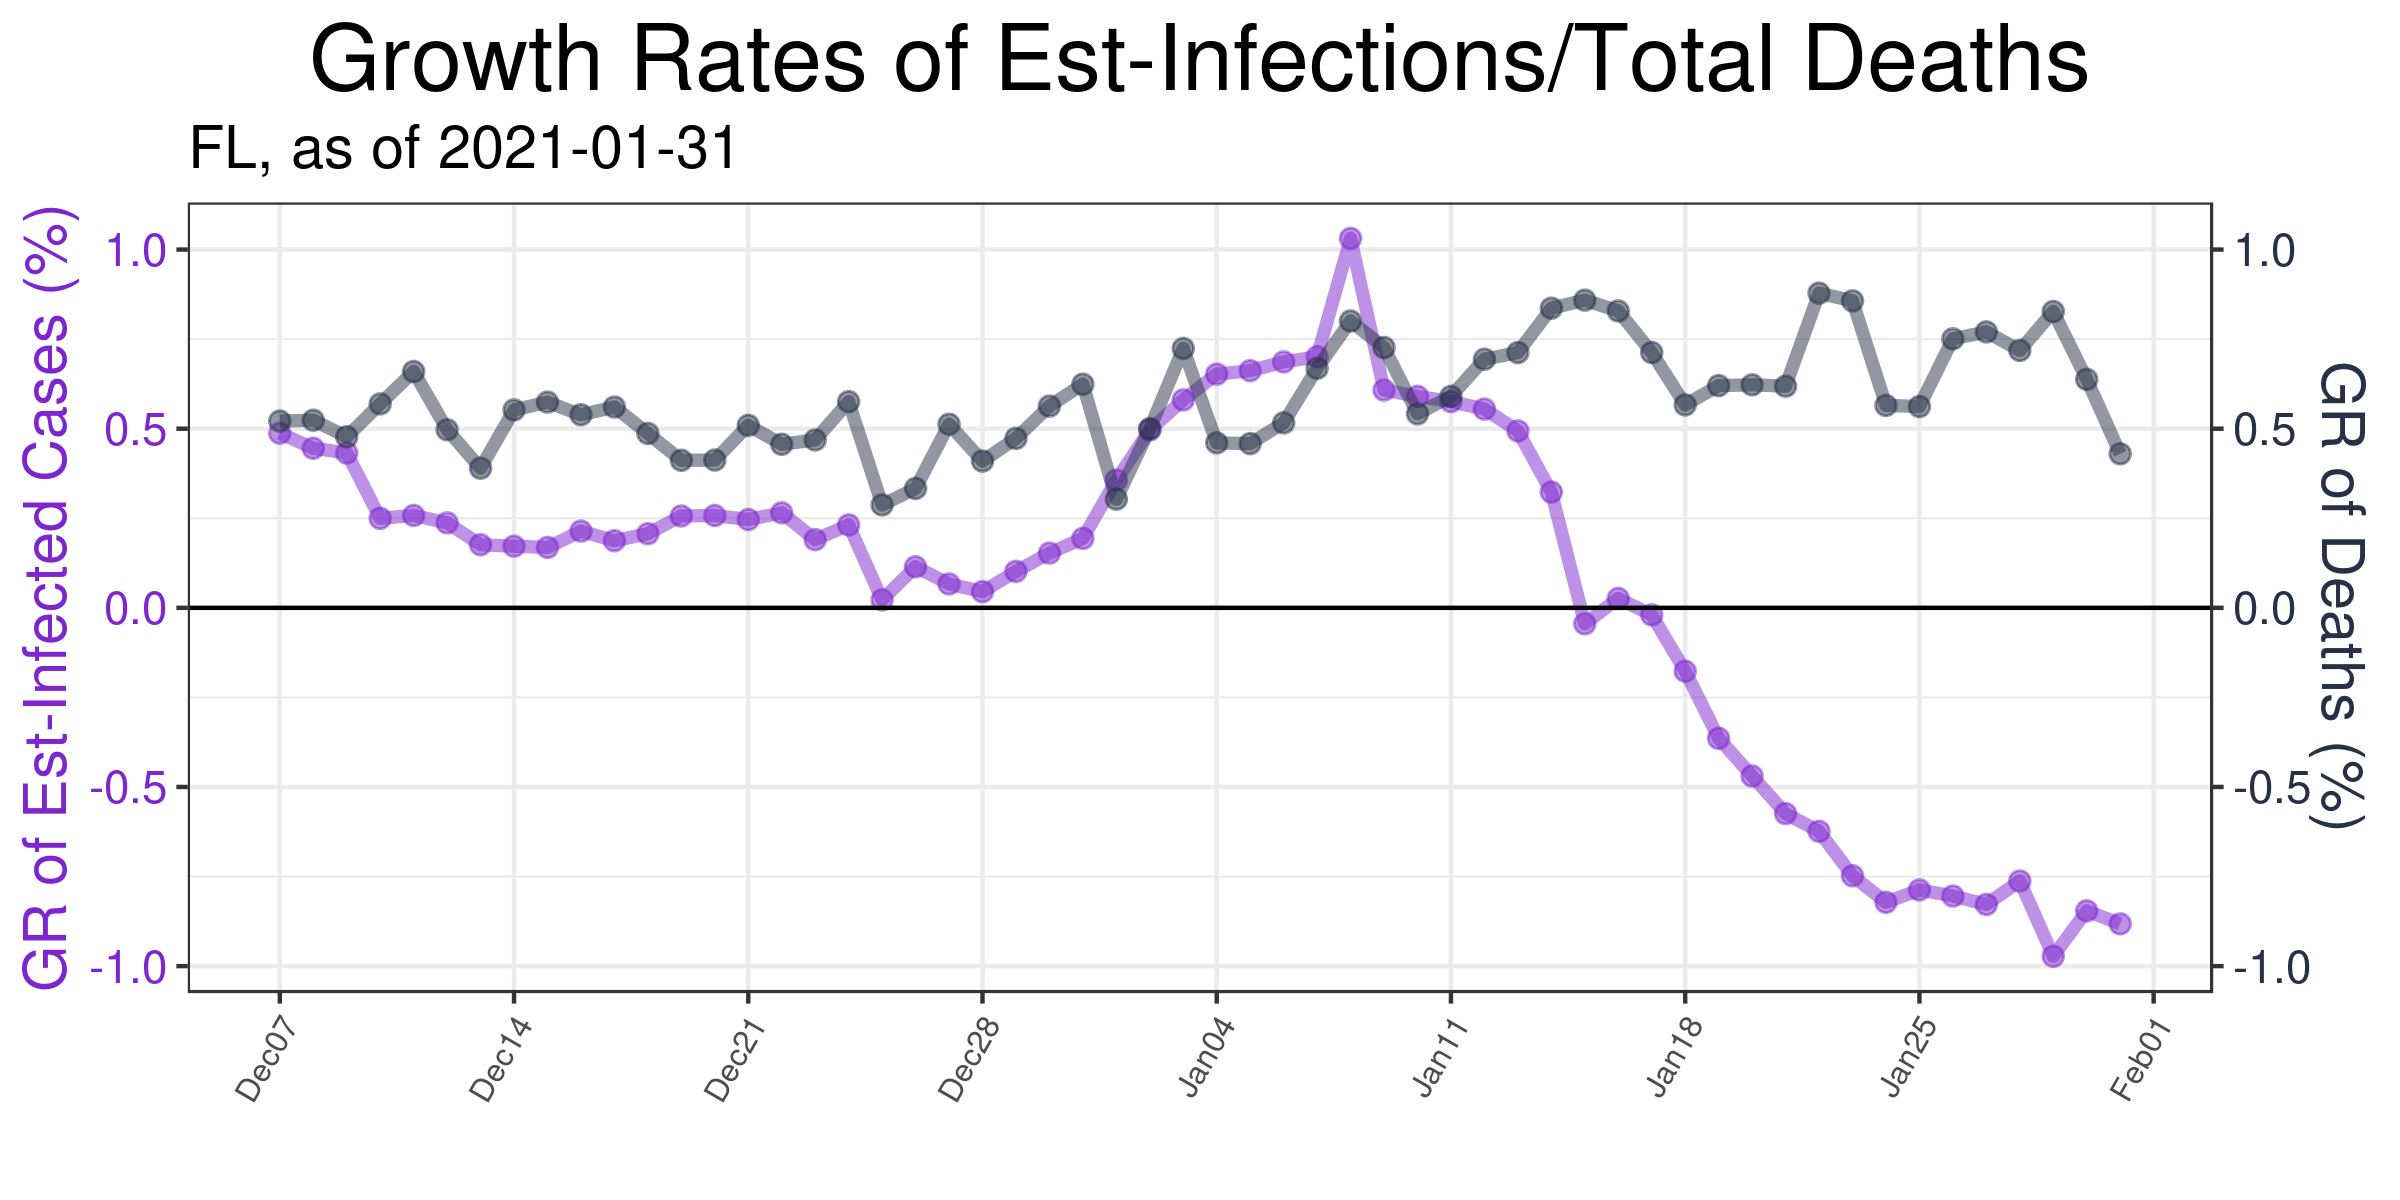 Growth Rates of Est-Infections/Total Deaths
FL, as of 2021-01-31
GR of Est-Infected Cases (%)
1.0
0.5
0.0
-0.5
-1.0
1.0
0.5
0.0
-0.5
-1.0
GR of Deaths (%)
Dec07
Dec14
Dec21
Dec28
Jan04
Jan11
Jan18
Jan25
Feb01